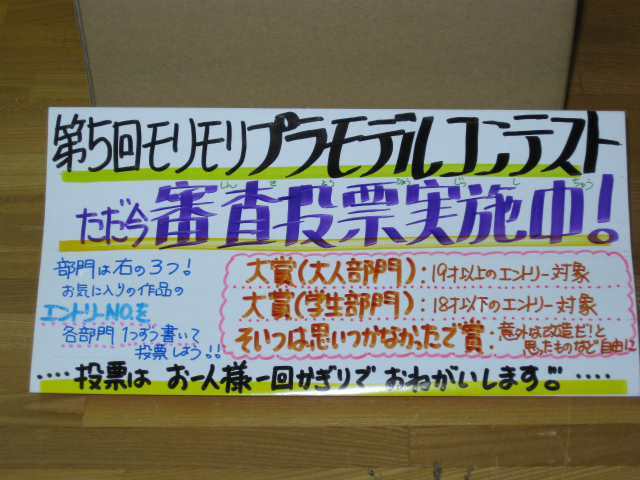 第5回モリモリプラモデルコンテスト
しんさとうひょうじっしちゅう
ただ今審査投票実施中!
部門は右の3つ!
お気に入りの作品の
エントリーNO.を
各部門1つずつ書いて
投票しよう!!
大賞(大人部門):19才以上のエントリー対象
大賞(学生部門):18才以下のエントリー対象
そいつは思いつかなかったで賞:意外な改造だ!と
思ったものなど自由に
‥‥投票は お一人様一回かぎりで おねがいします!!‥‥